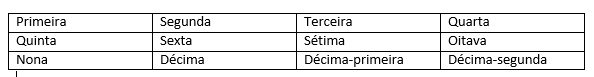 Primeira Segunda Terceira Quarta
Quinta Sexta Sétima Oitava
Nona Décima Décima-primeira Décima-segunda